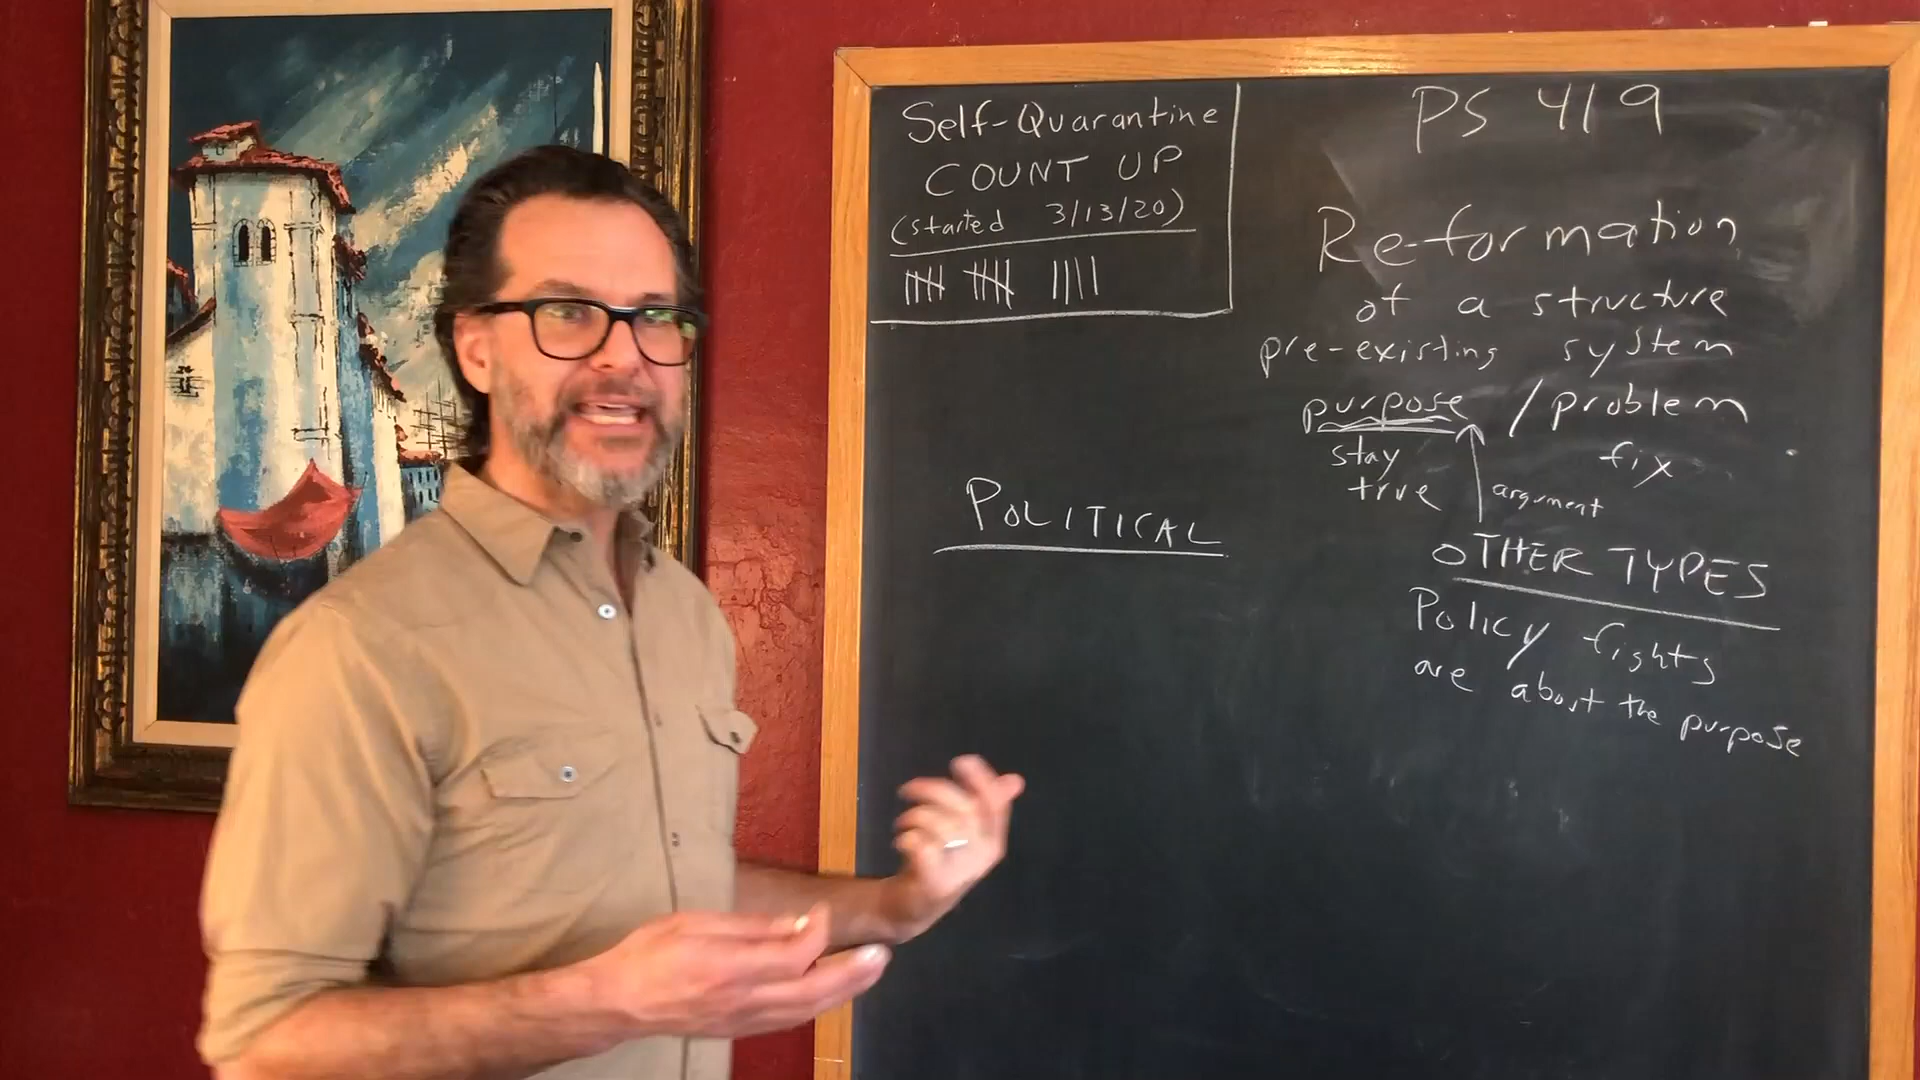 Self-Quarantine
COUNT UP
(started 3/13/20)
PS 419
Re-formation
of a structure
pre-existing system
purpose / problem
stay true
fix
argument
POLITICAL
OTHER TYPES
Policy fights
are about the purpose